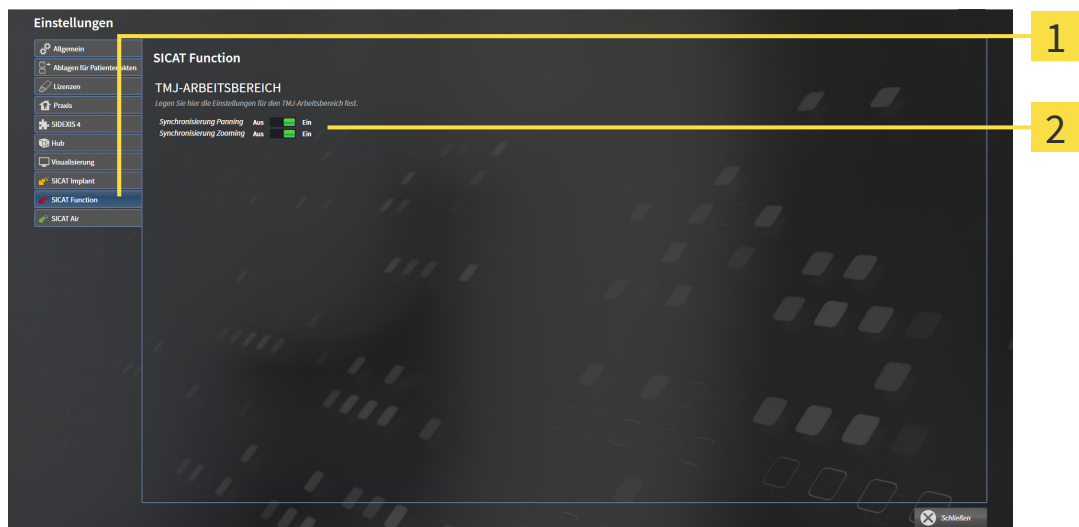 Einstellungen
Allgemein
Ablagen für Patientenakten
Lizenzen
Praxis
SIDEXIS 4
Hub
Visualisierung
SICAT Implant
SICAT Function
SICAT Air
SICAT Function
TMJ-ARBEITSBEREICH
Legen Sie hier die Einstellungen für den TMJ-Arbeitsbereich fest.
Synchronisierung Panning Aus Ein
Synchronisierung Zooming Aus Ein
Schließen
1
2